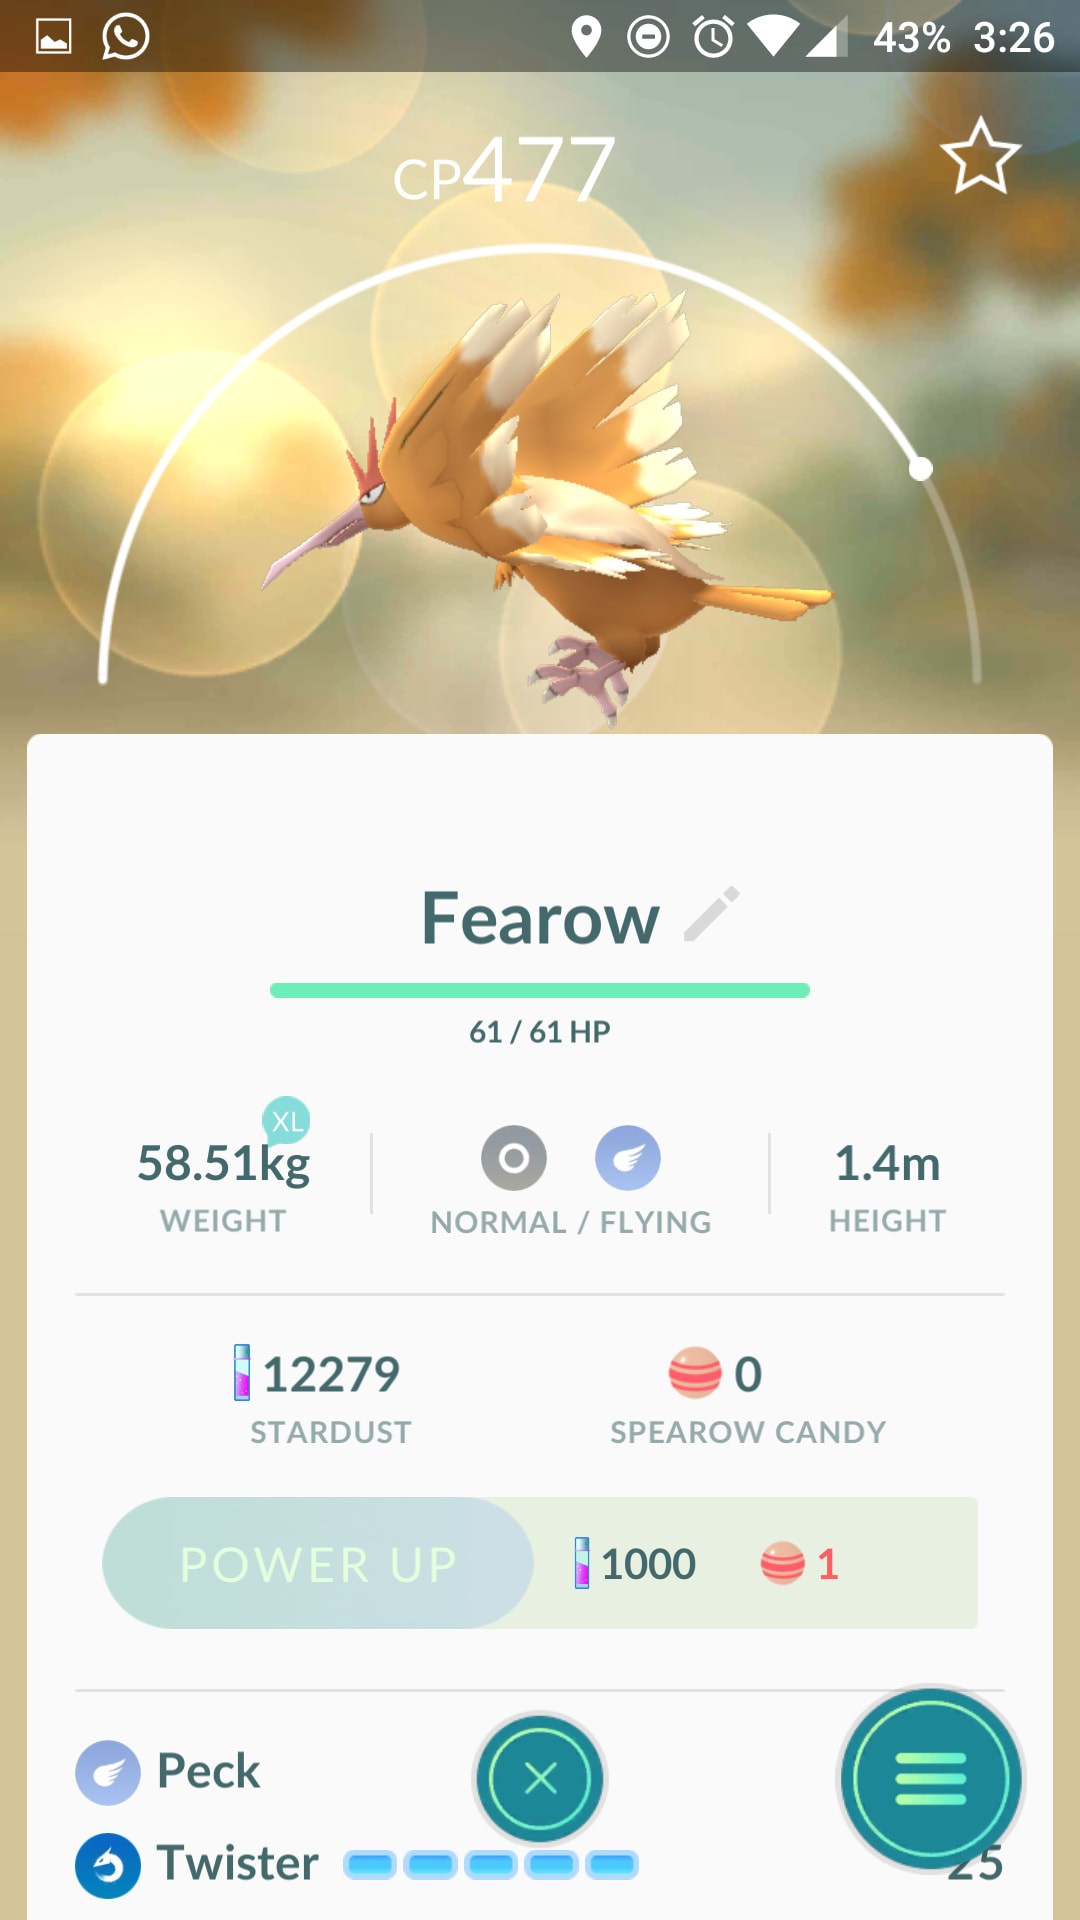 43% 3:26
CP477
Fearow
61 / 61 HP
XL
58.51kg
WEIGHT
NORMAL / FLYING
1.4m
HEIGHT
12279
STARDUST
0
SPEAROW CANDY
POWER UP 1000 1
Peck
Twister 25